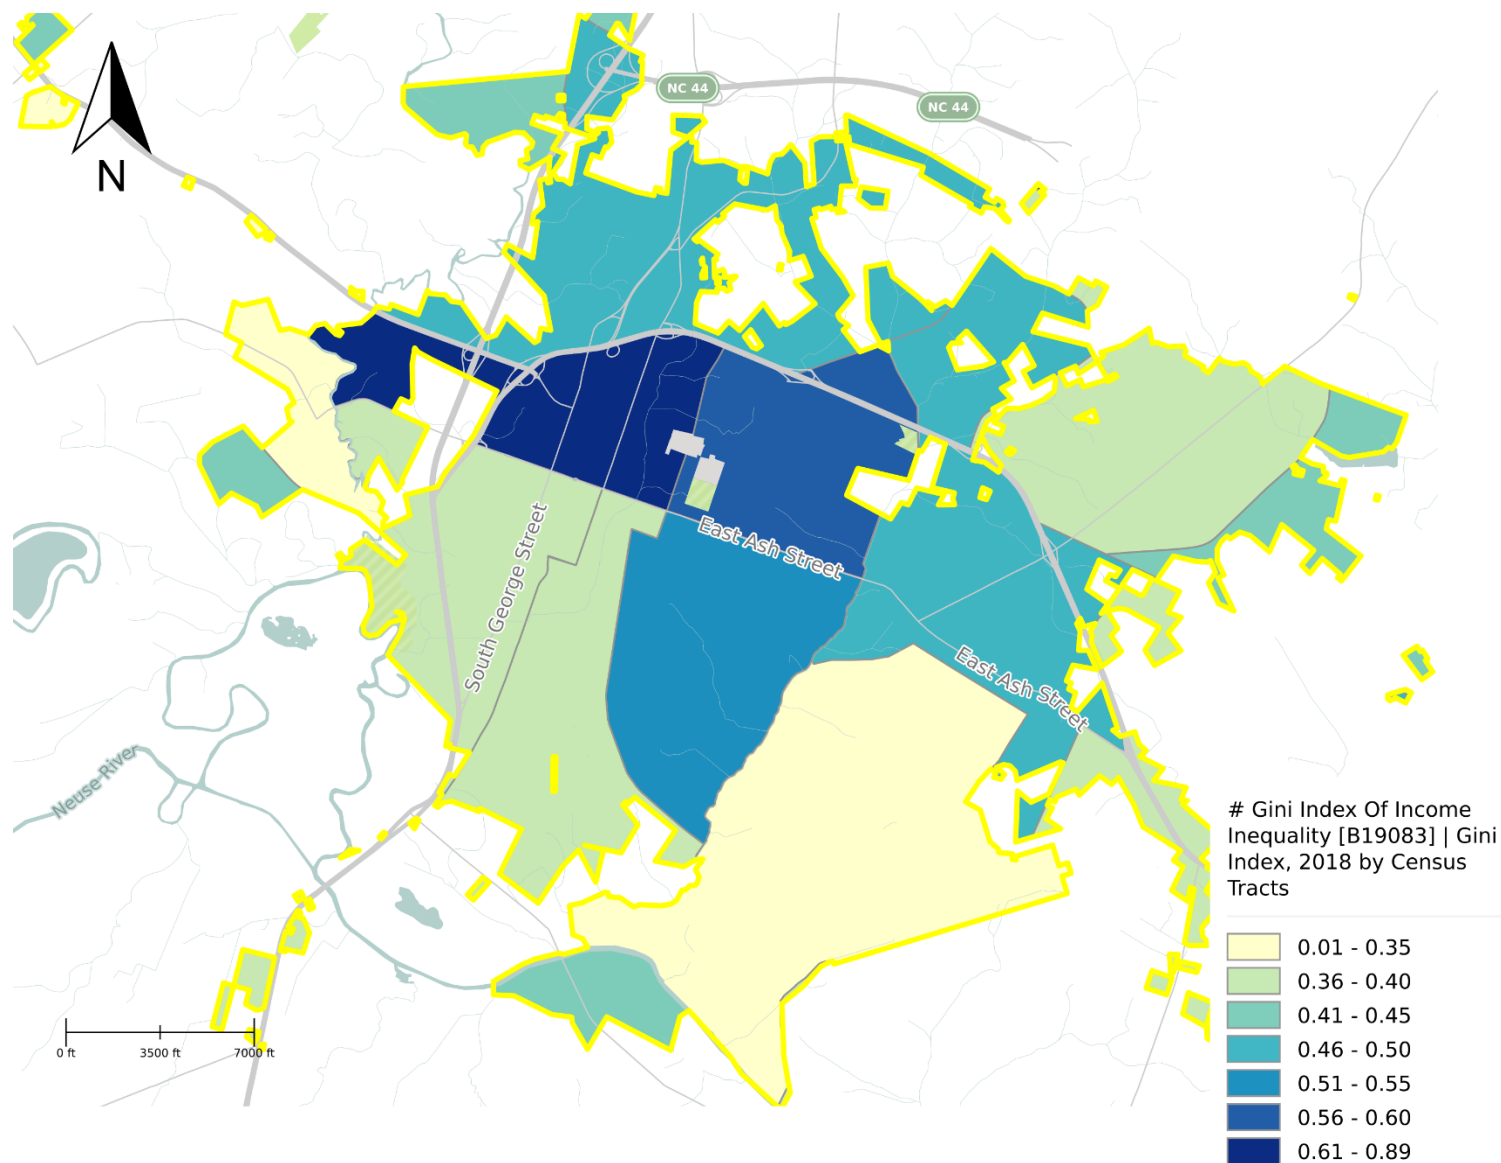 NC 44
NC 44
N
East Ash Street
South George Street
East Ash Street
Neuse River
0 ft
3500 ft
7000 ft
# Gini Index Of Income
Inequality [B19083] | Gini
Index, 2018 by Census
Tracts
0.01 - 0.35
0.36 - 0.40
0.41 - 0.45
0.46 - 0.50
0.51 - 0.55
0.56 - 0.60
0.61 - 0.89